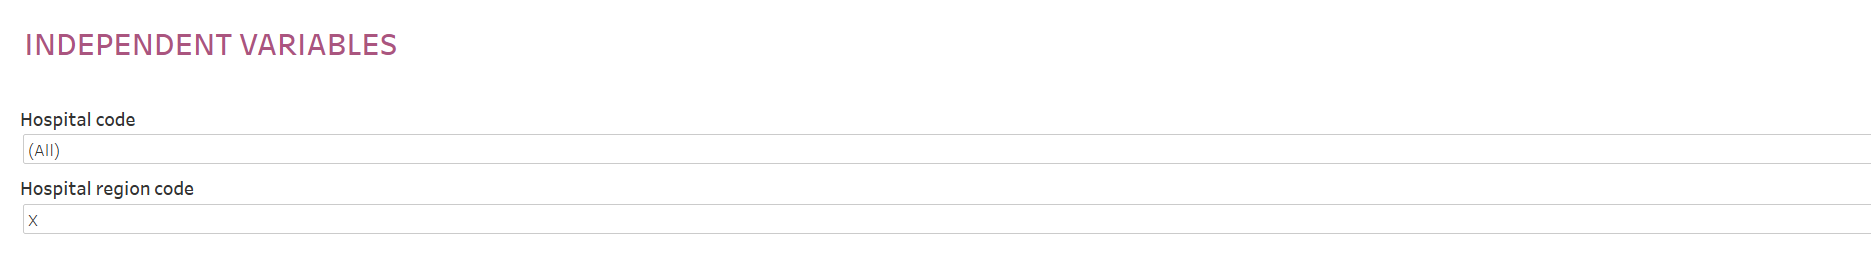 INDEPENDENT VARIABLES
Hospital code
(All)
Hospital region code
X